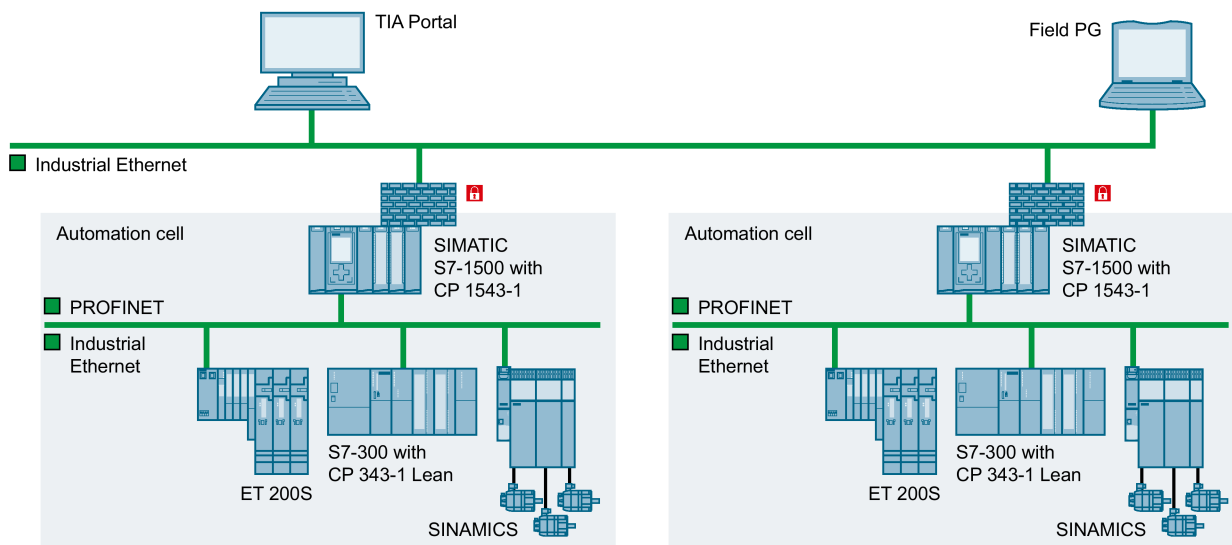 TIA Portal
Field PG
Industrial Ethernet
Automation cell
SIMATIC
S7-1500 with
CP 1543-1
PROFINET
Industrial
Ethernet
S7-300 with
CP 343-1 Lean
ET 200S
SINAMICS
Automation cell
SIMATIC
S7-1500 with
CP 1543-1
PROFINET
Industrial
Ethernet
S7-300 with
CP 343-1 Lean
ET 200S
SINAMICS